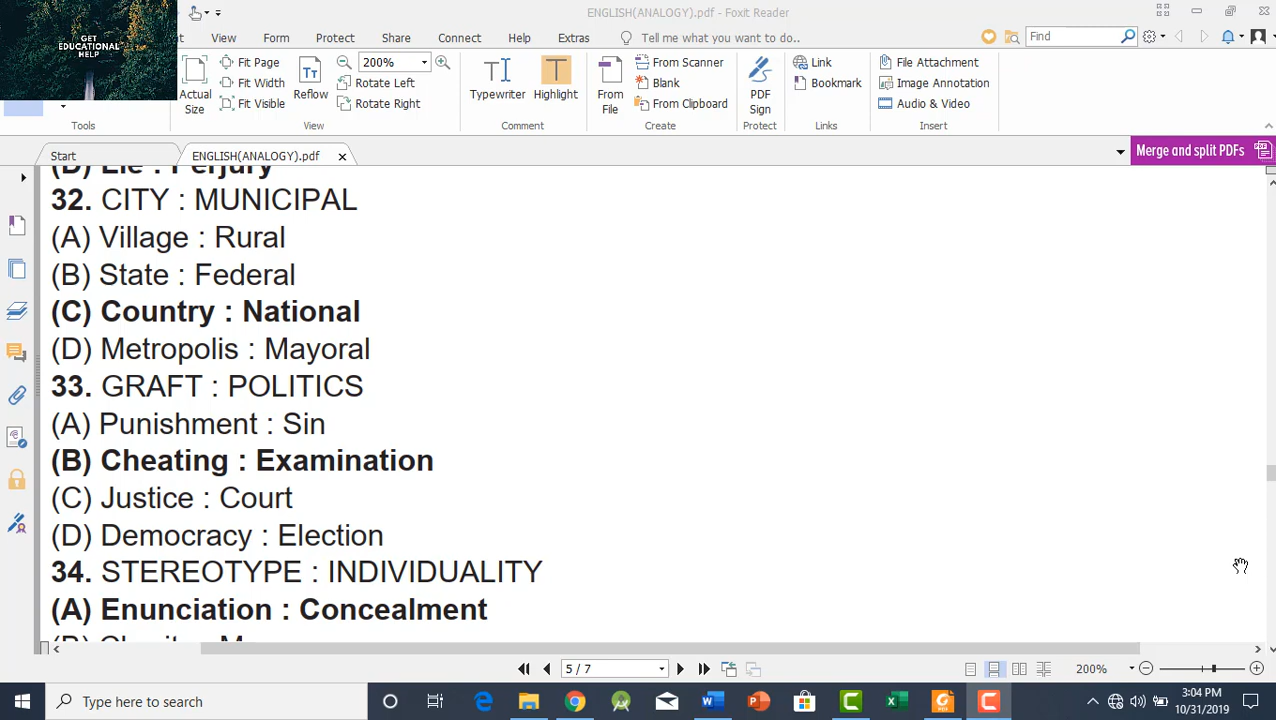 ENGLISH(ANALOGY).pdf - Foxit Reader
GET
EDUCATIONAL
HELP
View Form Protect Share Connect Help Extras Tell me what you want to do.. Find
Actual
Size
Fit Page
Fit Width
Fit Visible
Reflow
200%
Rotate Left
Rotate Right
Typewriter
Highlight
From
File
From Scanner
Blank
From Clipboard
PDF
Sign
Link
Bookmark
File Attachment
Image Annotation
Audio & Video
Tools View Comment Create Protect Links Insert
Start ENGLISH(ANALOGY).pdf Merge and split PDFs
(D) Lie : Perjury
32. CITY : MUNICIPAL
(A) Village : Rural
(B) State : Federal
(C) Country : National
(D) Metropolis : Mayoral
33. GRAFT : POLITICS
(A) Punishment : Sin
(B) Cheating : Examination
(C) Justice : Court
(D) Democracy : Election
34. STEREOTYPE : INDIVIDUALITY
(A) Enunciation : Concealment
5 / 7 200%
Type here to search
3:04 PM
10/31/2019